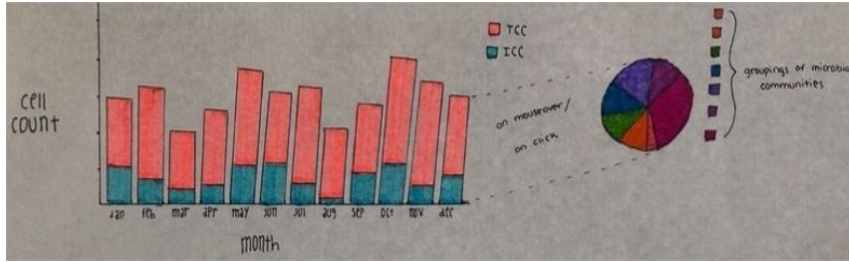 TCC
ICC
cell
count
Jan feb mar apr may Jun Jul aug sep oct nov dec
month
on mouseover/
on click
groupings of microbial
communities